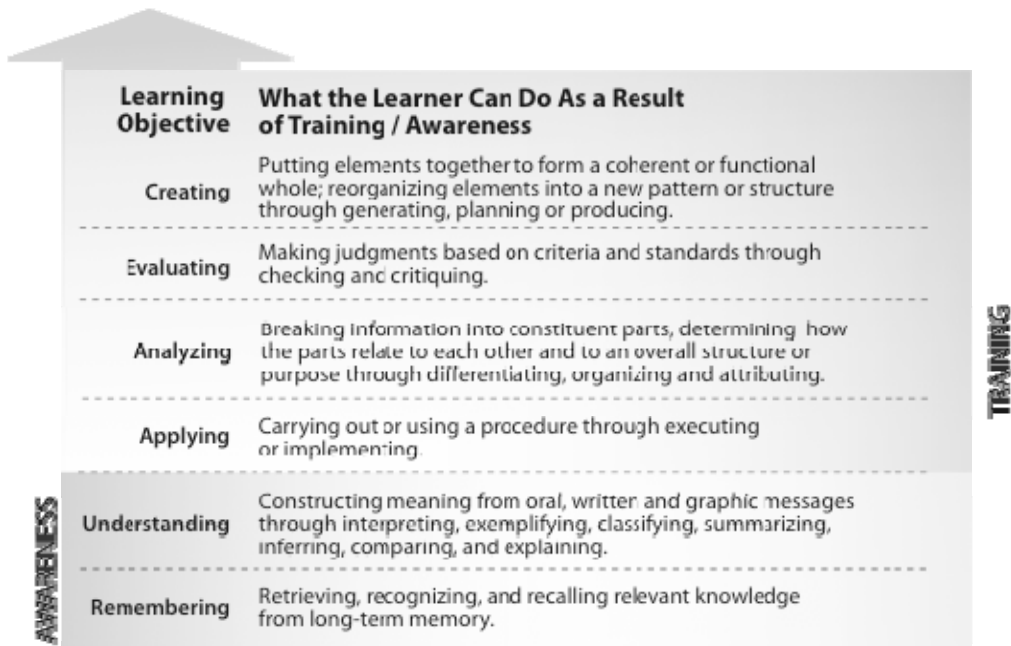 Learning Objective What the Learner Can Do As a Result of Training / Awareness
Creating
Putting elements together to form a coherent or functional
whole; reorganizing elements into a new pattern or structure
through generating, planning or producing.
Evaluating
Making judgments based on criteria and standards through
checking and critiquing.
Analyzing
Breaking information into constituent parts, determining how
the parts relate to each other and to an overall structure or
purpose through differentiating, organizing and attributing.
Applying
Carrying out or using a procedure through executing
or implementing.
Understanding
Constructing meaning from oral, written and graphic messages
through interpreting, exemplifying, classifying, summarizing,
inferring, comparing, and explaining.
Remembering
Retrieving, recognizing, and recalling relevant knowledge
from long-term memory.
AWARENESS
TRAINING